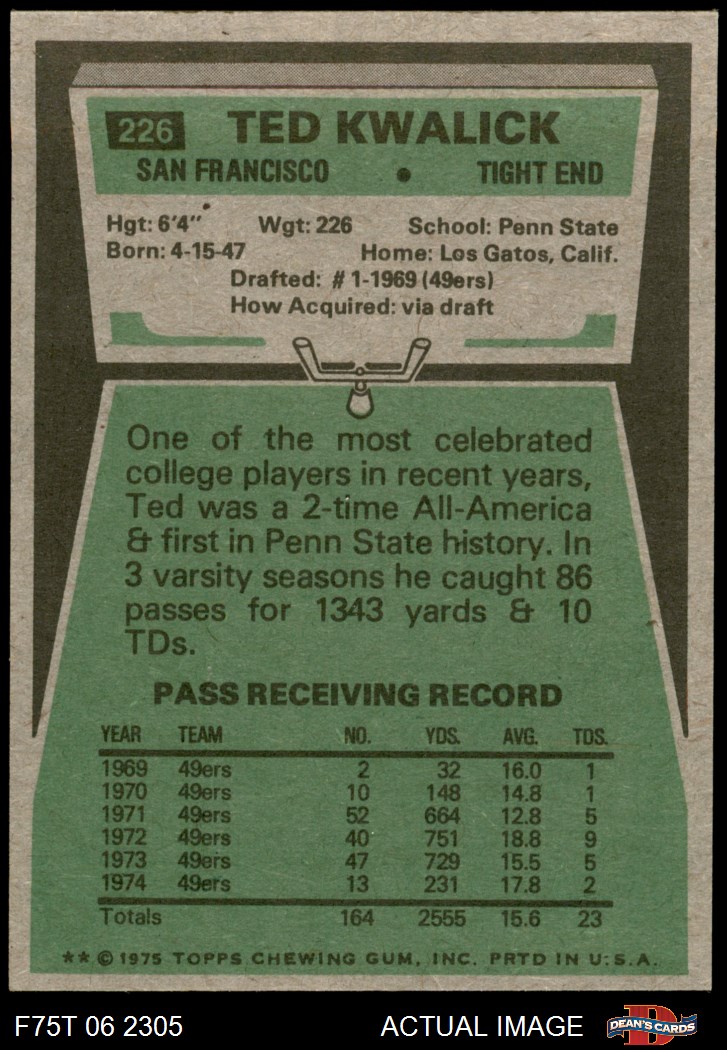 226 TED KWALICK
SAN FRANCISCO • TIGHT END
Hgt: 6'4" Wgt: 226 School: Penn State
Born: 4-15-47 Home: Los Gatos, Calif.
Drafted: #1-1969 (49ers)
How Acquired: via draft
One of the most celebrated
college players in recent years,
Ted was a 2-time All-America
& first in Penn State history. In
3 varsity seasons he caught 86
passes for 1343 yards & 10
TDs.
PASS RECEIVING RECORD
YEAR TEAM NO. YDS. AVG. TDS.
1969 49ers 2 32 16.0 1
1970 49ers 10 148 14.8 1
1971 49ers 52 664 12.8 5
1972 49ers 40 751 18.8 9
1973 49ers 47 729 15.5 5
1974 49ers 13 231 17.8 2
Totals 164 2555 15.6 23
** © 1975 TOPPS CHEWING GUM, INC. PRTD IN U.S.A.
F75T 06 2305 ACTUAL IMAGE D DEAN'S CARDS